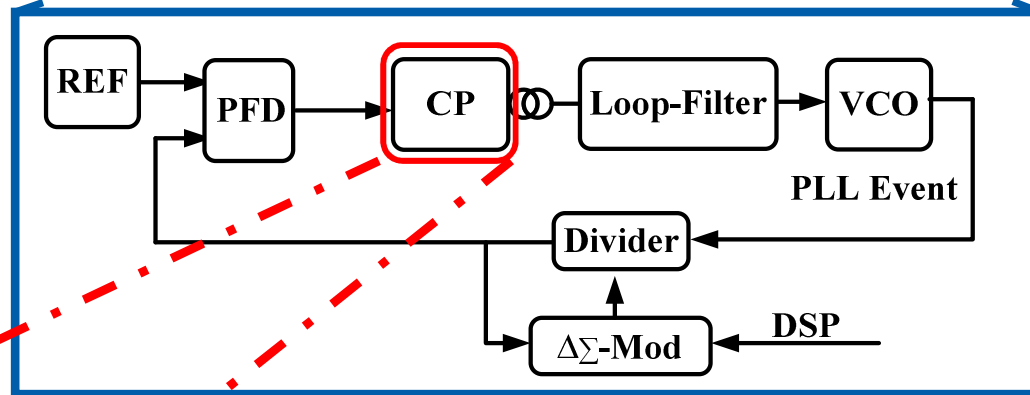 REF
PFD
CP
Loop-Filter
VCO
PLL Event
Divider
ΔΣ-Mod
DSP